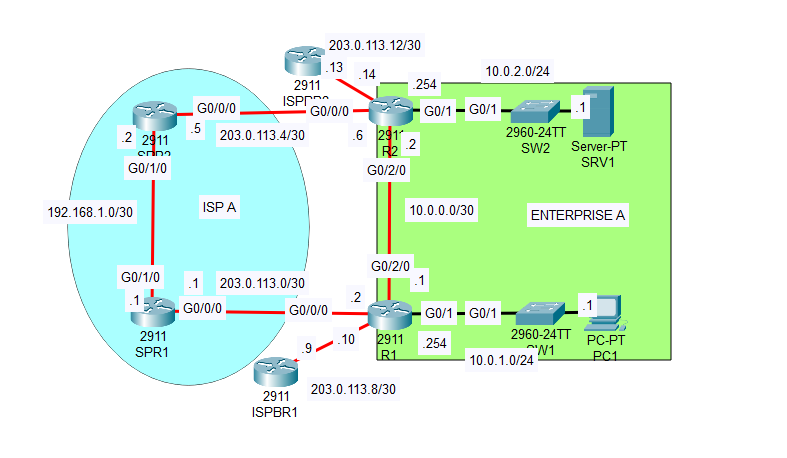 203.0.113.12/30
.13
.14
2911
10.0.2.0/24
.254
G0/0/0
G0/0/0
G0/1
G0/1
.1
.2
.5
203.0.113.4/30
.6
2911
R2
.2
2911
2960-24TT
SW2
Server-PT
SRV1
G0/1/0
G0/2/0
192.168.1.0/30
ISP A
10.0.0.0/30
ENTERPRISE A
G0/1/0
.1
203.0.113.0/30
G0/2/0
.1
.1
G0/0/0
G0/0/0
.2
G0/1
G0/1
.1
2911
SPR1
2911
R1
.254
2960-24TT
SW1
PC-PT
PC1
.9
.10
10.0.1.0/24
2911
ISPBR1
203.0.113.8/30